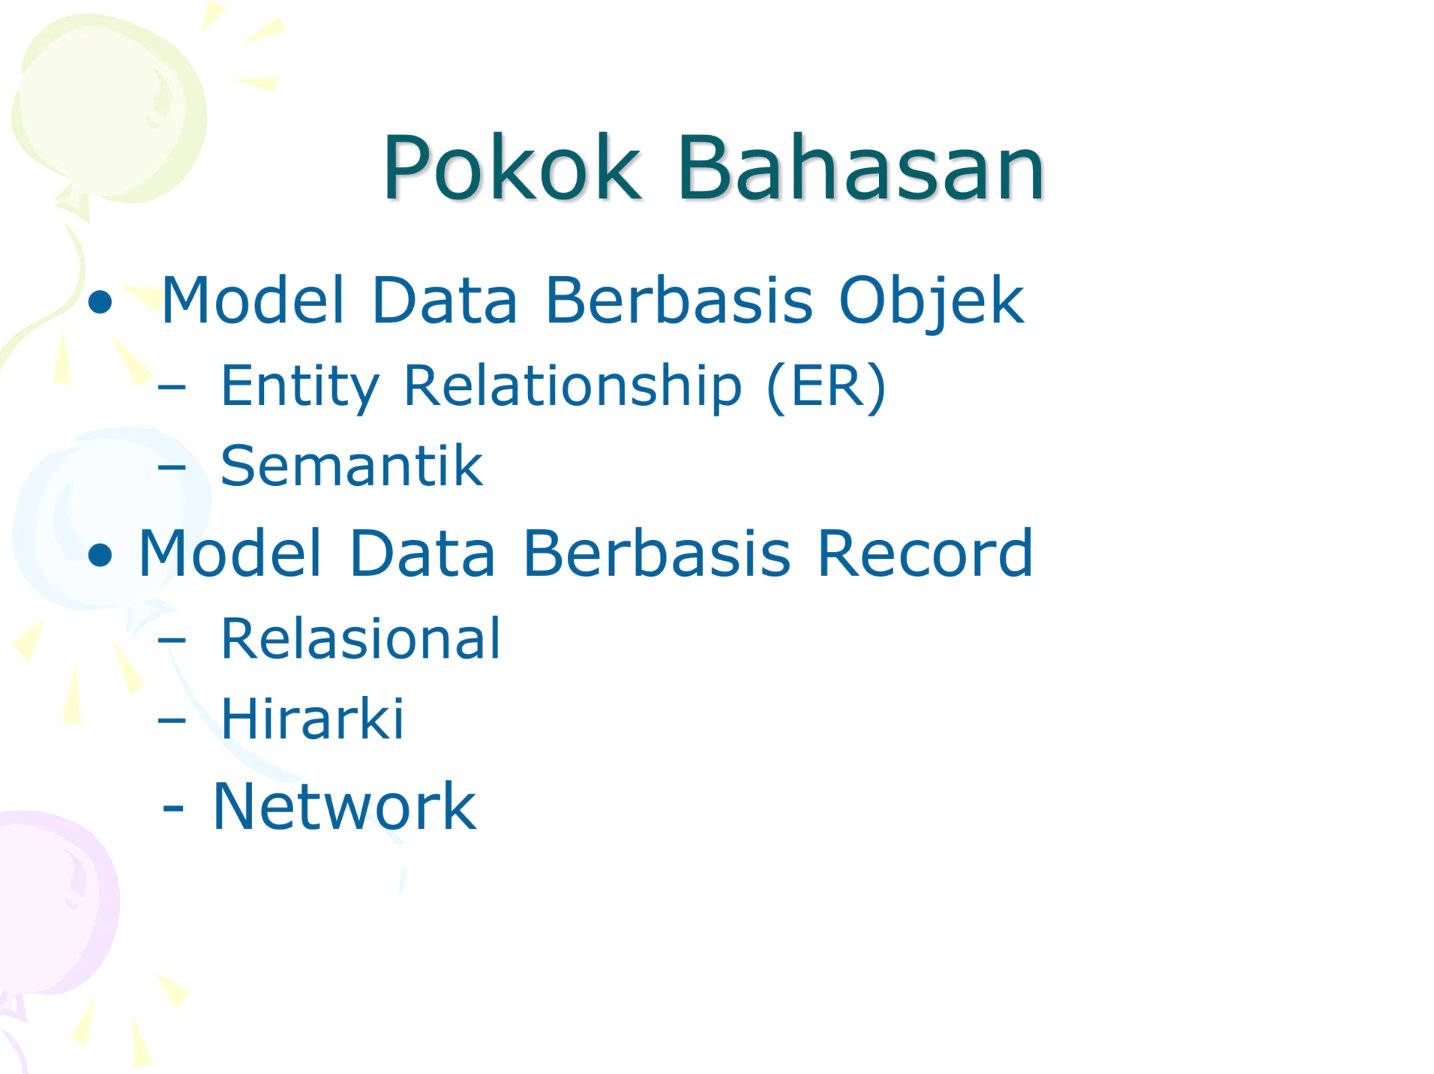 Pokok Bahasan
• Model Data Berbasis Objek
– Entity Relationship (ER)
– Semantik
• Model Data Berbasis Record
– Relasional
– Hirarki
- Network